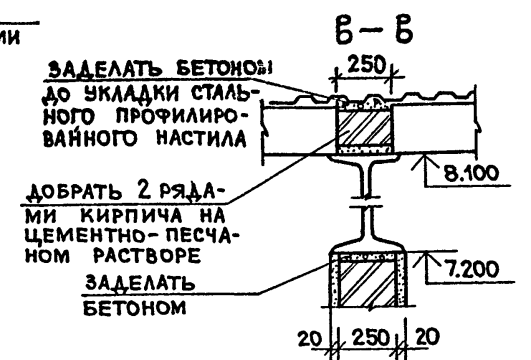 МИ
В-В
ЗАДЕЛАТЬ БЕТОНОМ
ДО УКЛАДКИ СТАЛЬ-
НОГО ПРОФИЛИРО-
ВАННОГО НАСТИЛА
250
8.100
ДОБРАТЬ 2 РЯДА-
МИ КИРПИЧА НА
ЦЕМЕНТНО-ПЕСЧА-
НОМ РАСТВОРЕ
7.200
ЗАДЕЛАТЬ
БЕТОНОМ
20 250 20